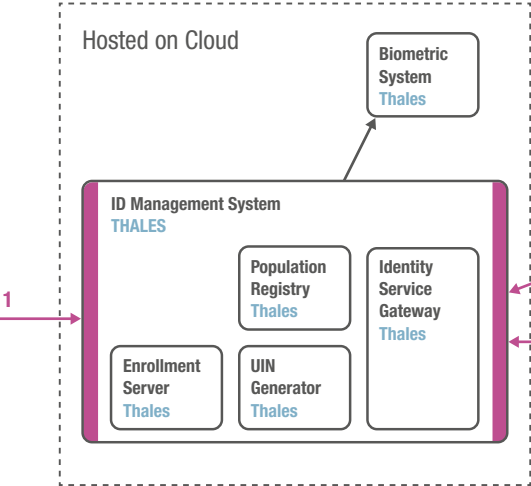 Hosted on Cloud
Biometric
System
Thales
ID Management System
THALES
Population
Registry
Thales
Identity
Service
Gateway
Thales
1
Enrollment
Server
Thales
UIN
Generator
Thales